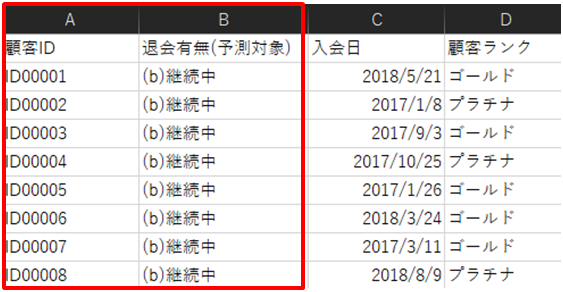 A B C D
顧客ID 退会有無(予測対象) 入会日 顧客ランク
ID00001 (b)継続中 2018/5/21 ゴールド
ID00002 (b)継続中 2017/1/8 プラチナ
ID00003 (b)継続中 2017/9/3 ゴールド
ID00004 (b)継続中 2017/10/25 プラチナ
ID00005 (b)継続中 2017/1/26 ゴールド
ID00006 (b)継続中 2018/3/24 ゴールド
ID00007 (b)継続中 2017/3/11 ゴールド
ID00008 (b)継続中 2018/8/9 プラチナ